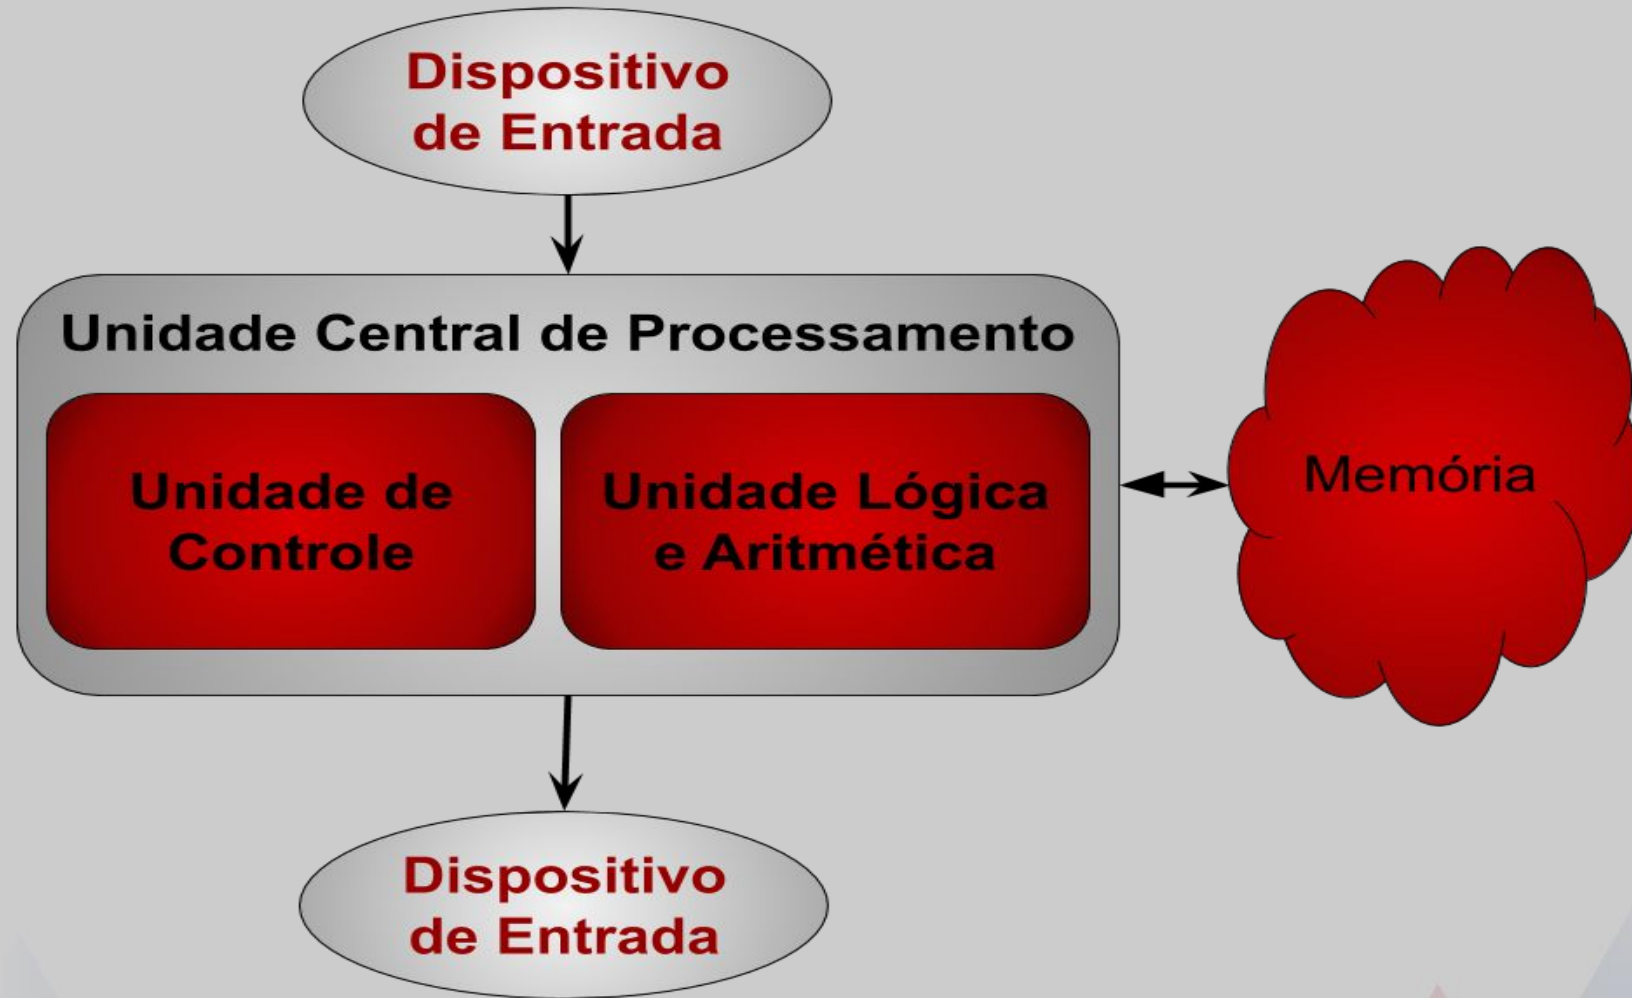 Dispositivo
de Entrada
Unidade Central de Processamento
Unidade de
Controle
Unidade Lógica
e Aritmética
Memória
Dispositivo
de Entrada